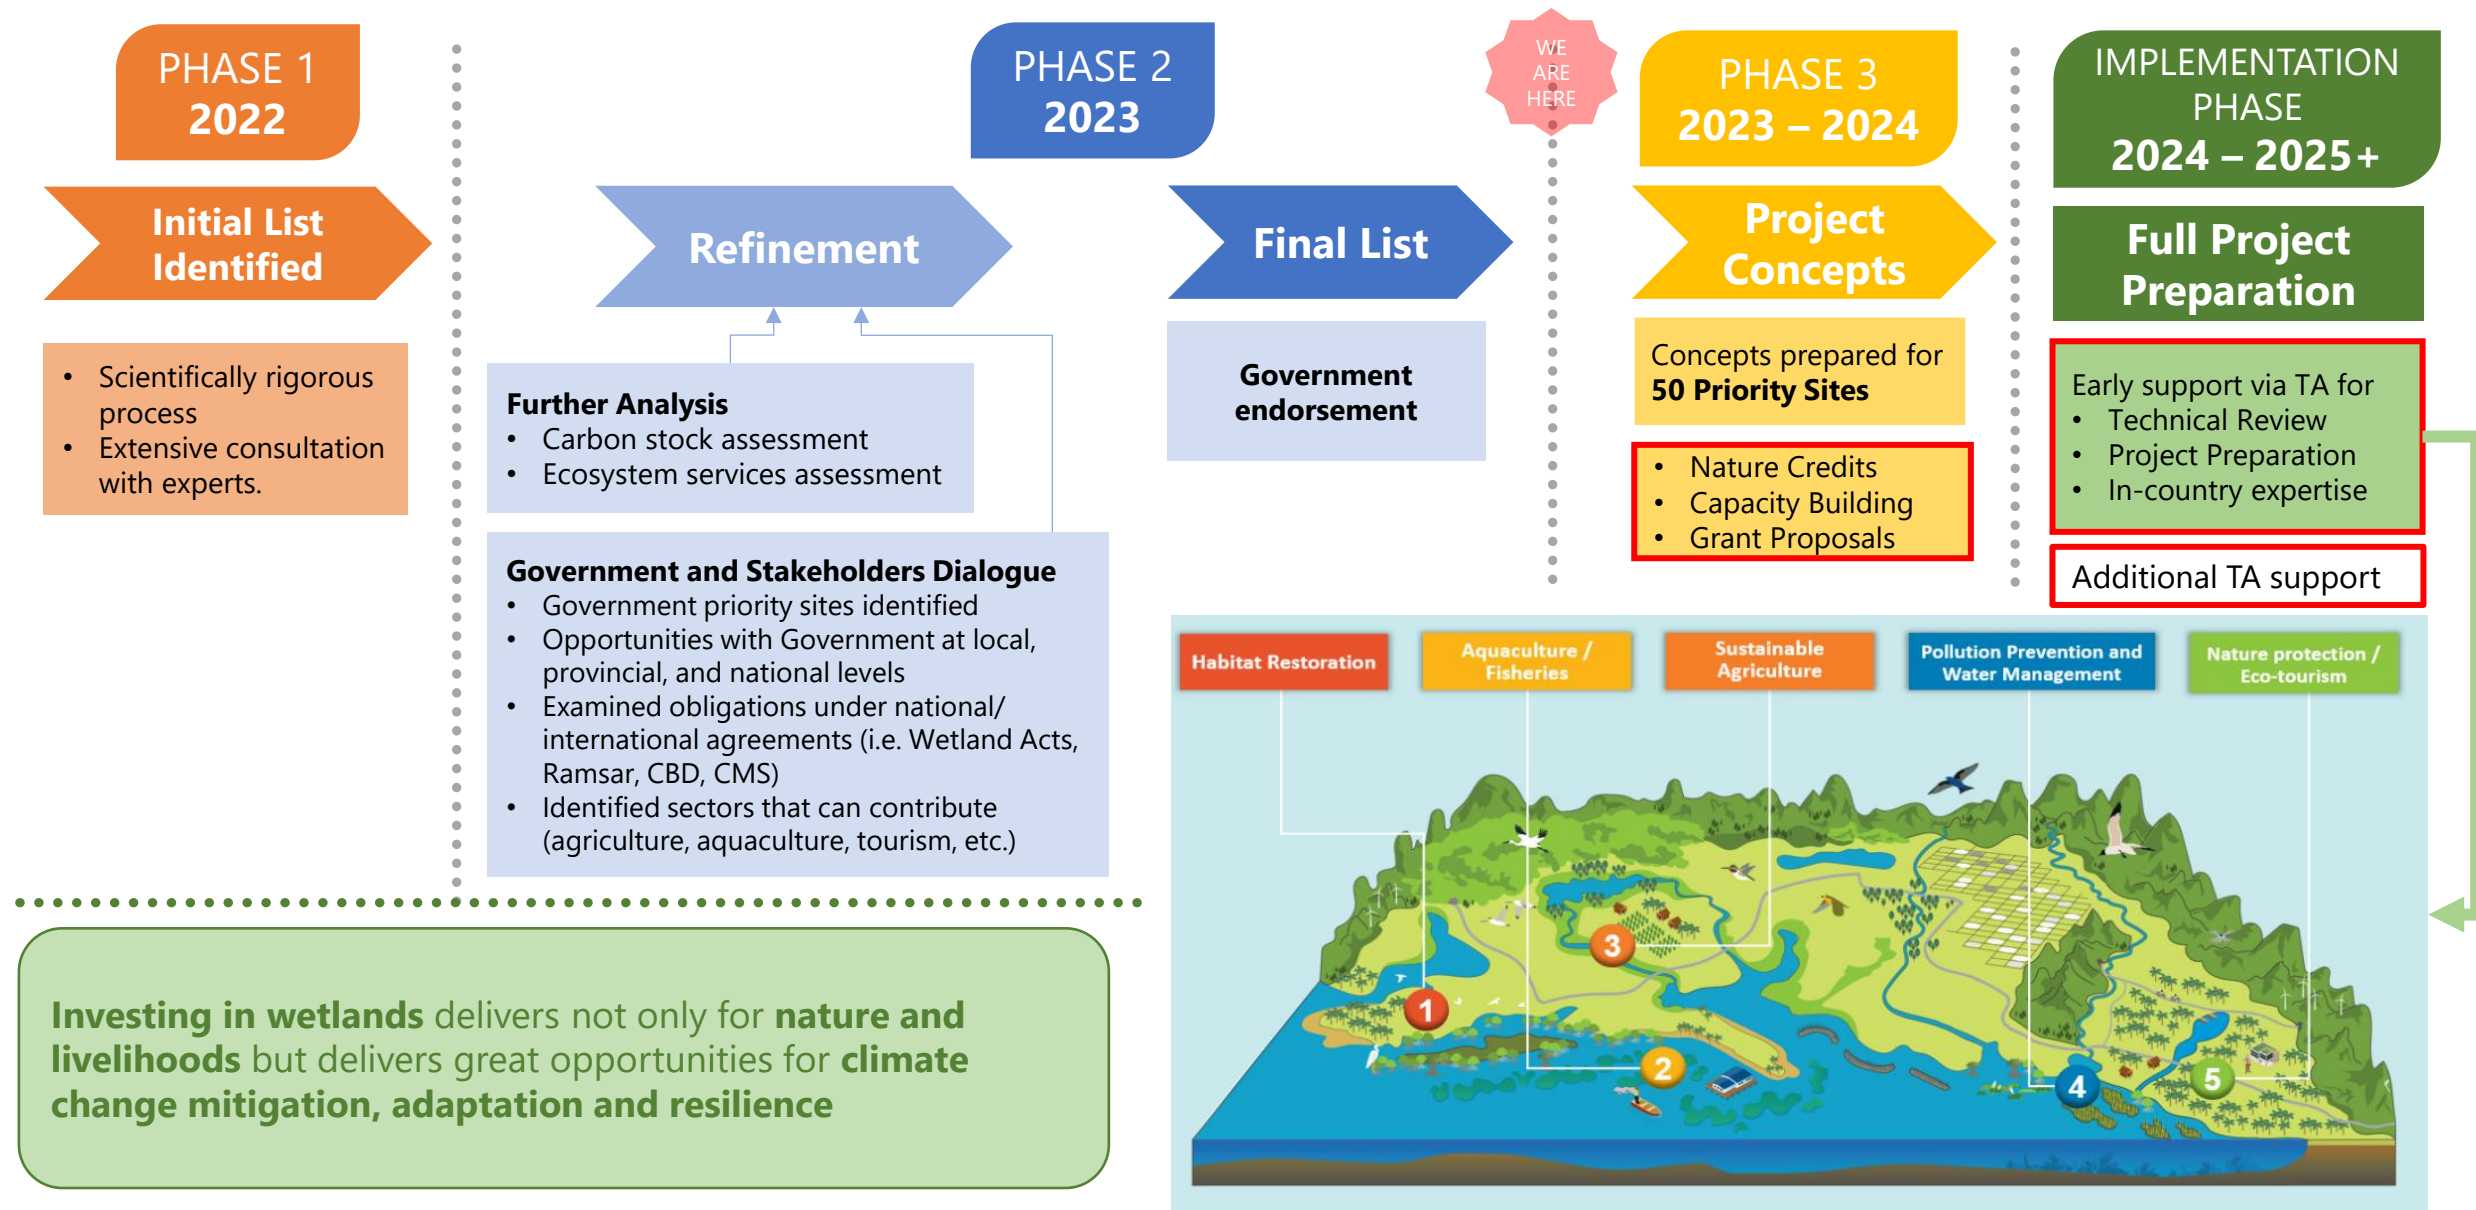 PHASE 1
2022
Initial List
Identified
• Scientifically rigorous
process
• Extensive consultation
with experts.
PHASE 2
2023
Refinement
Further Analysis
• Carbon stock assessment
• Ecosystem services assessment
Government and Stakeholders Dialogue
• Government priority sites identified
• Opportunities with Government at local,
provincial, and national levels
• Examined obligations under national/
international agreements (i.e. Wetland Acts,
Ramsar, CBD, CMS)
• Identified sectors that can contribute
(agriculture, aquaculture, tourism, etc.)
Final List
Government
endorsement
WE
ARE
HERE
PHASE 3
2023 – 2024
Project
Concepts
Concepts prepared for
50 Priority Sites
• Nature Credits
• Capacity Building
• Grant Proposals
IMPLEMENTATION
PHASE
2024 – 2025+
Full Project
Preparation
Early support via TA for
• Technical Review
• Project Preparation
• In-country expertise
Additional TA support
Habitat Restoration
Aquaculture /
Fisheries
Sustainable
Agriculture
Pollution Prevention and
Water Management
Nature protection /
Eco-tourism
1
2
3
4
5
Investing in wetlands delivers not only for nature and
livelihoods but delivers great opportunities for climate
change mitigation, adaptation and resilience